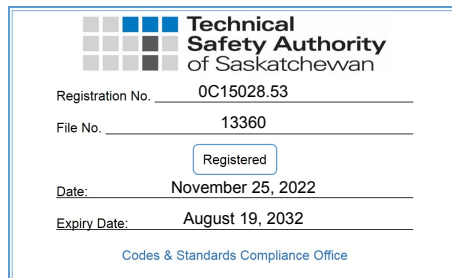 Technical
Safety Authority
of Saskatchewan
Registration No. 0C15028.53
File No. 13360
Registered
Date: November 25, 2022
Expiry Date: August 19, 2032
Codes & Standards Compliance Office